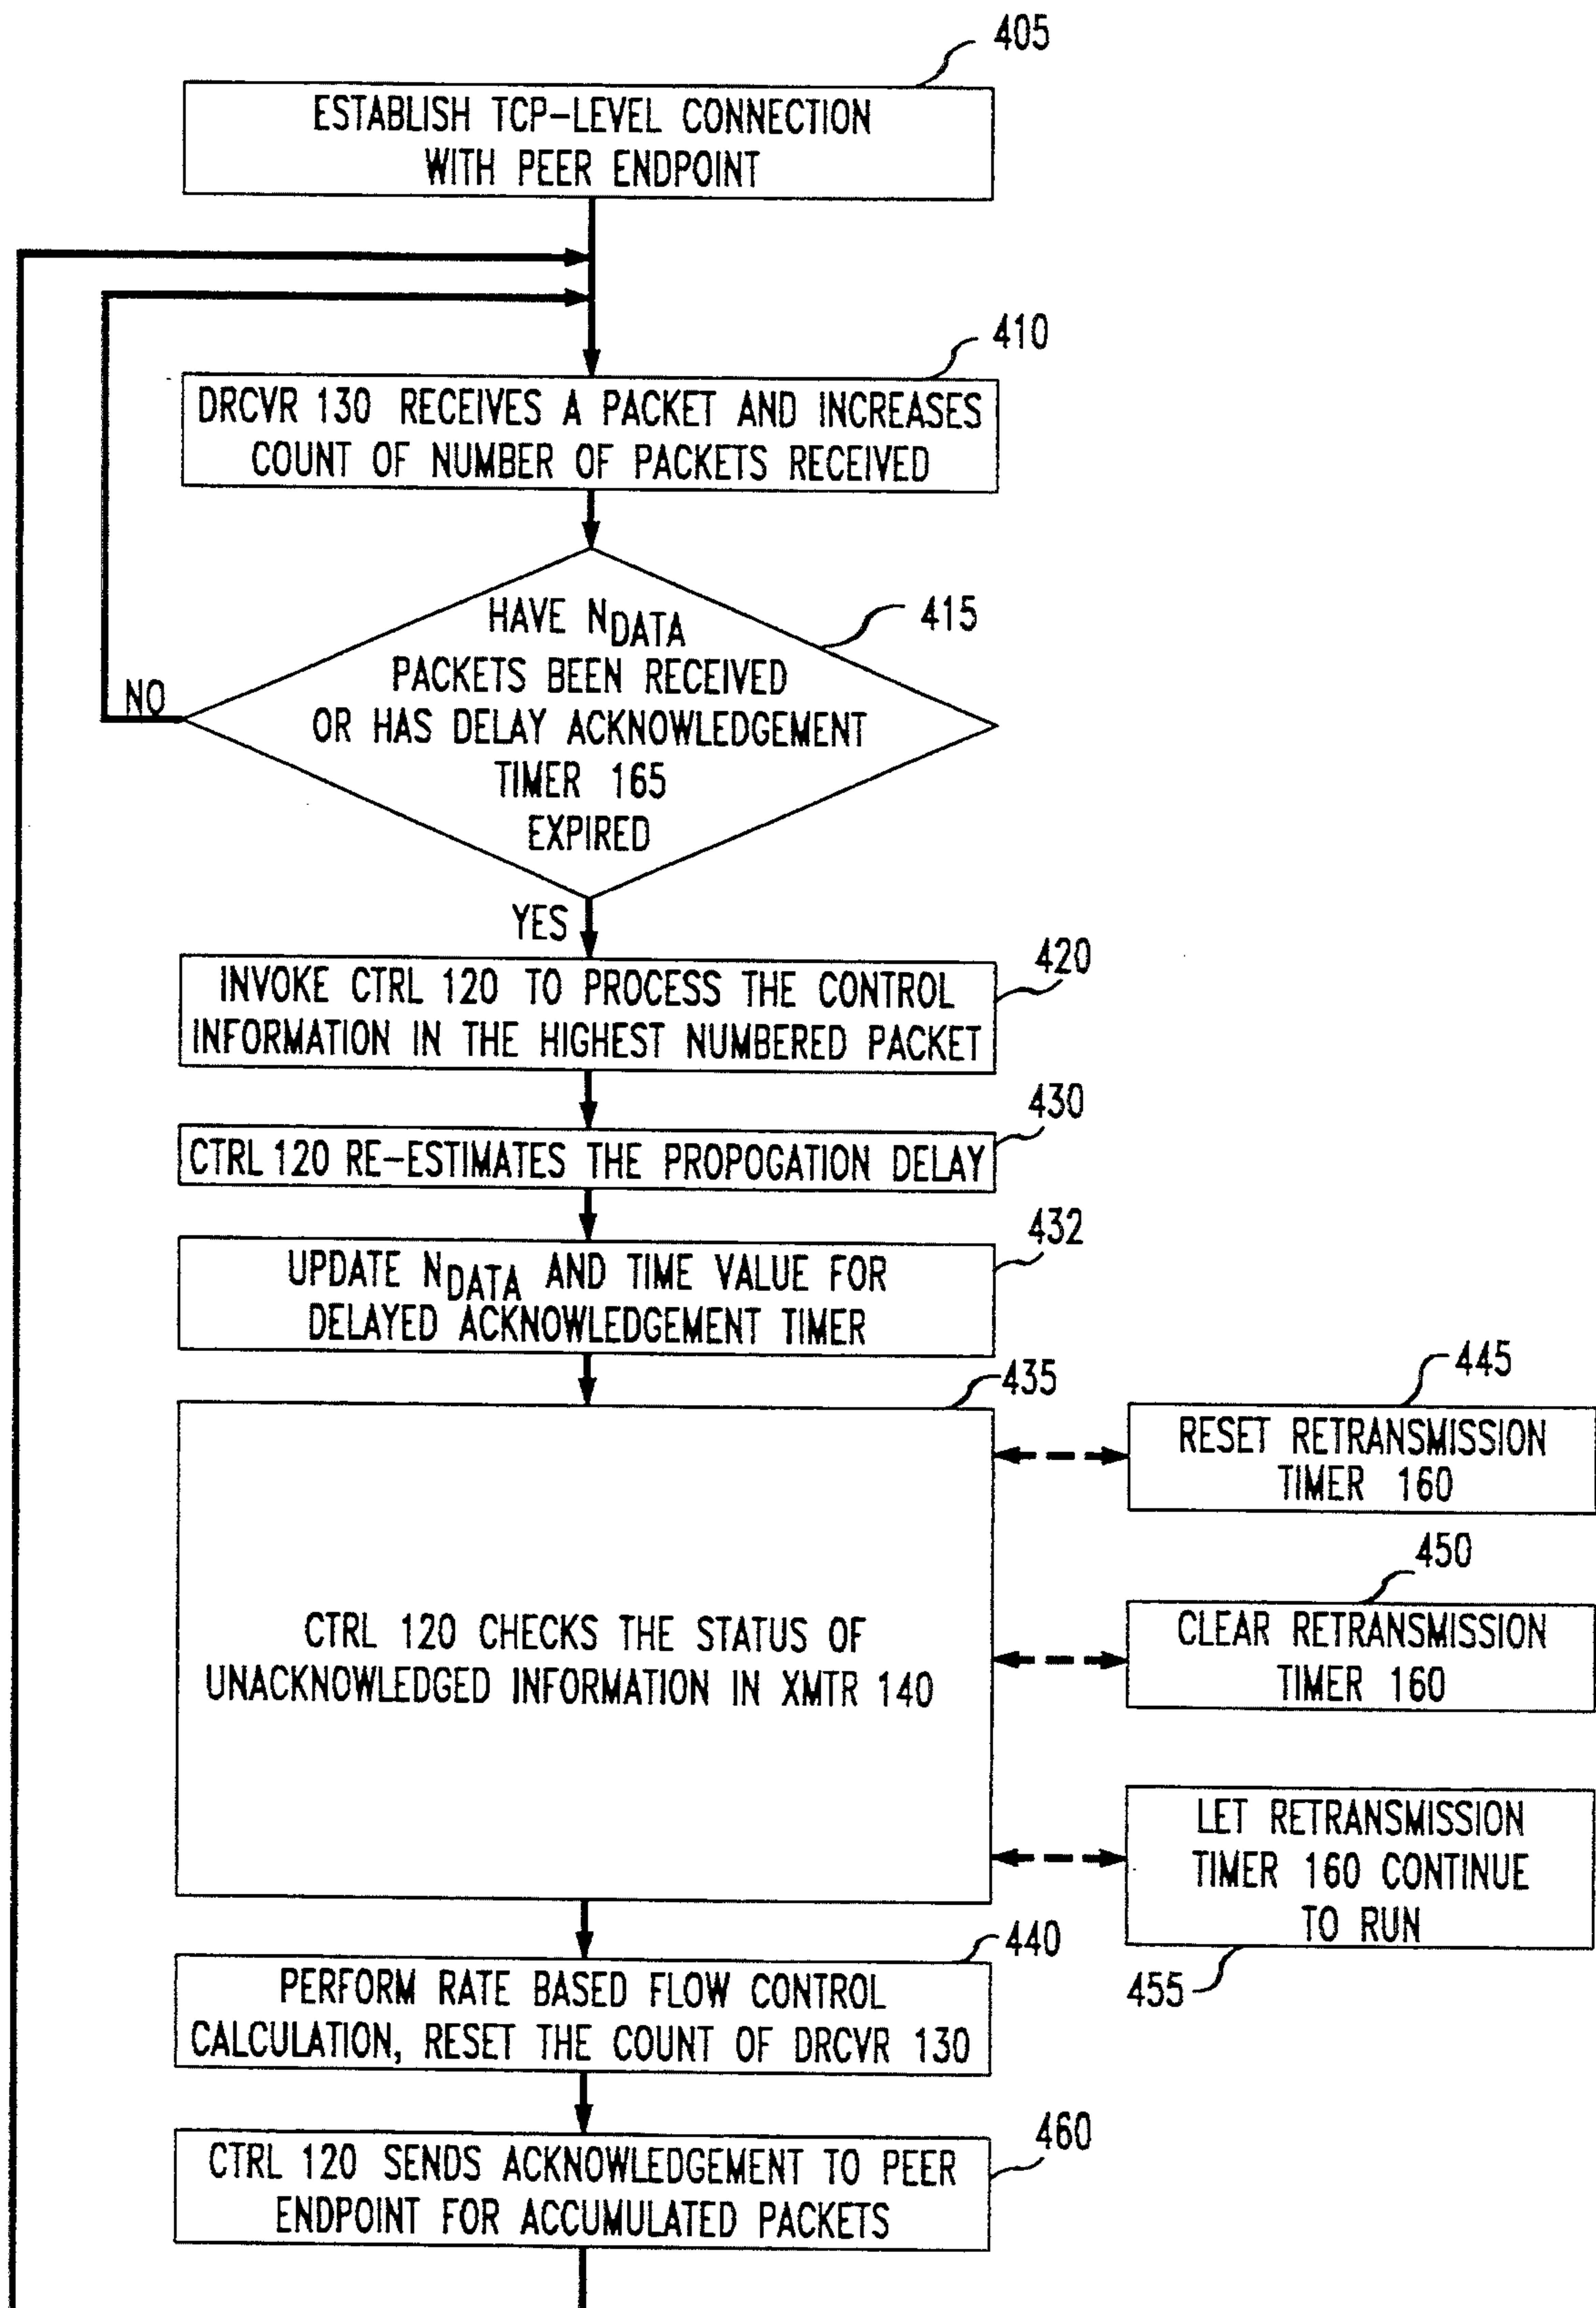 405
ESTABLISH TCP-LEVEL CONNECTION
WITH PEER ENDPOINT
410
DRCVR 130 RECEIVES A PACKET AND INCREASES
COUNT OF NUMBER OF PACKETS RECEIVED
415
HAVE NDATA
PACKETS BEEN RECEIVED
OR HAS DELAY ACKNOWLEDGEMENT
TIMER 165
EXPIRED
NO
YES
420
INVOKE CTRL 120 TO PROCESS THE CONTROL
INFORMATION IN THE HIGHEST NUMBERED PACKET
430
CTRL 120 RE-ESTIMATES THE PROPOGATION DELAY
432
UPDATE NDATA AND TIME VALUE FOR
DELAYED ACKNOWLEDGEMENT TIMER
435
CTRL 120 CHECKS THE STATUS OF
UNACKNOWLEDGED INFORMATION IN XMTR 140
445
RESET RETRANSMISSION
TIMER 160
450
CLEAR RETRANSMISSION
TIMER 160
LET RETRANSMISSION
TIMER 160 CONTINUE
TO RUN
455
440
PERFORM RATE BASED FLOW CONTROL
CALCULATION, RESET THE COUNT OF DRCVR 130
460
CTRL 120 SENDS ACKNOWLEDGEMENT TO PEER
ENDPOINT FOR ACCUMULATED PACKETS